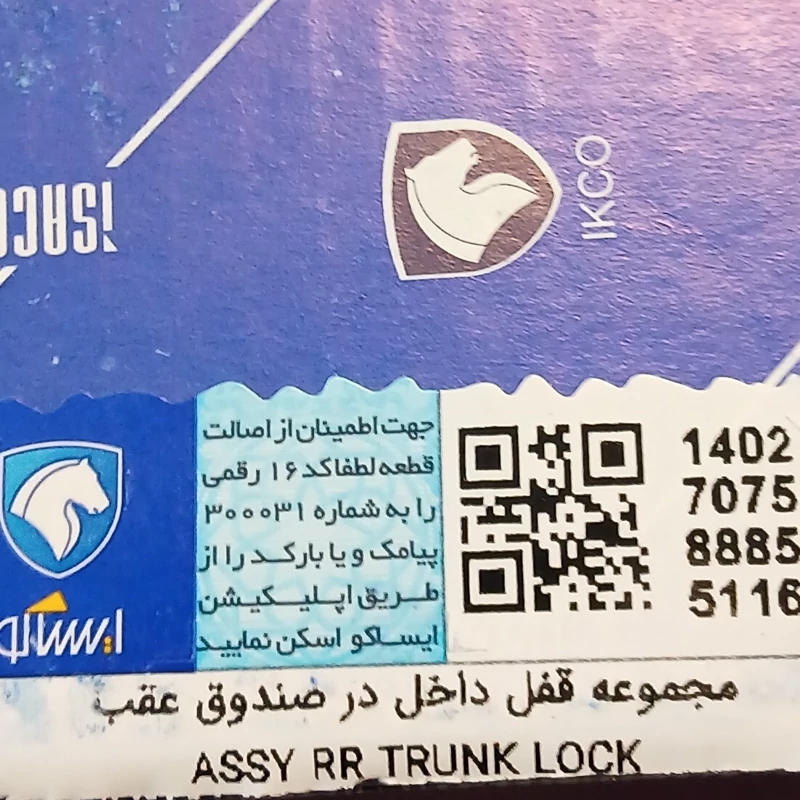 ISACO
IKCO
جهت اطمینان از اصالت
قطعه لطفا کد ۱۶ رقمی
را به شماره ۳۰۰۰۳۱
پیامک و یا بارکد را از
طریق اپلیکیشن
ایساکو اسکن نمایید
1402
7075
8885
5116
ایساکو
مجموعه قفل داخل در صندوق عقب
ASSY RR TRUNK LOCK